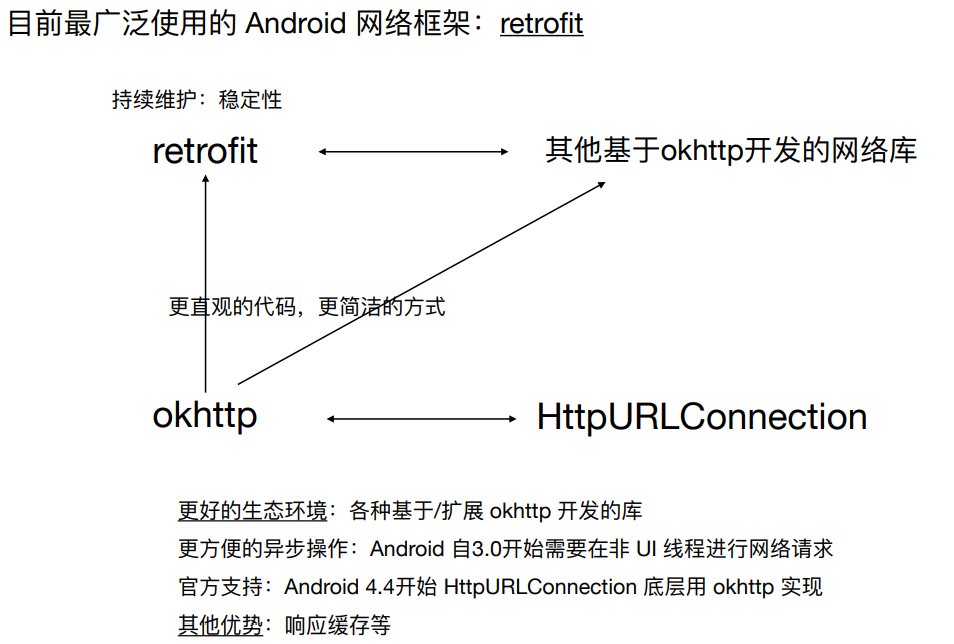 目前最广泛使用的 Android 网络框架：retrofit
持续维护：稳定性
retrofit
其他基于okhttp开发的网络库
更直观的代码，更简洁的方式
okhttp
HttpURLConnection
更好的生态环境：各种基于/扩展 okhttp 开发的库
更方便的异步操作：Android 自3.0开始需要在非 UI 线程进行网络请求
官方支持：Android 4.4开始 HttpURLConnection 底层用 okhttp 实现
其他优势：响应缓存等